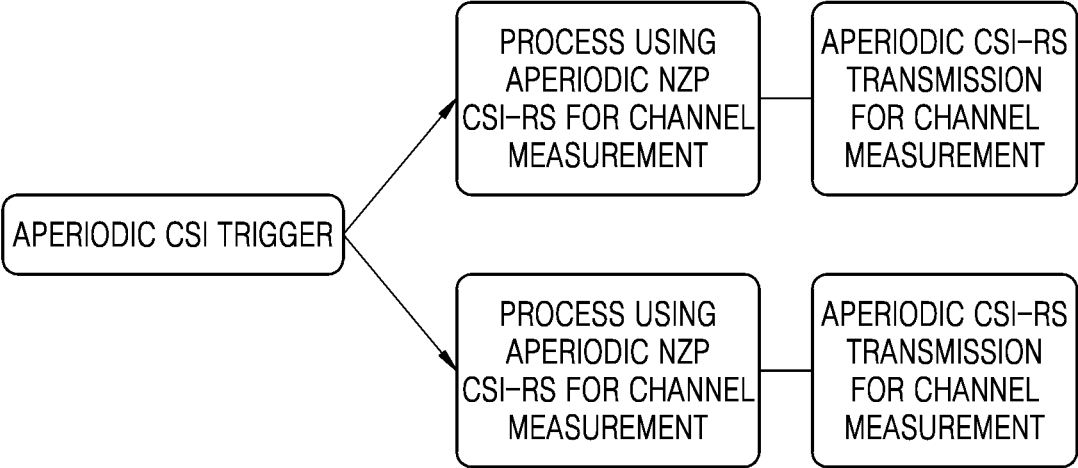 APERIODIC CSI TRIGGER
PROCESS USING
APERIODIC NZP
CSI-RS FOR CHANNEL
MEASUREMENT
APERIODIC CSI-RS
TRANSMISSION
FOR CHANNEL
MEASUREMENT
PROCESS USING
APERIODIC NZP
CSI-RS FOR CHANNEL
MEASUREMENT
APERIODIC CSI-RS
TRANSMISSION
FOR CHANNEL
MEASUREMENT